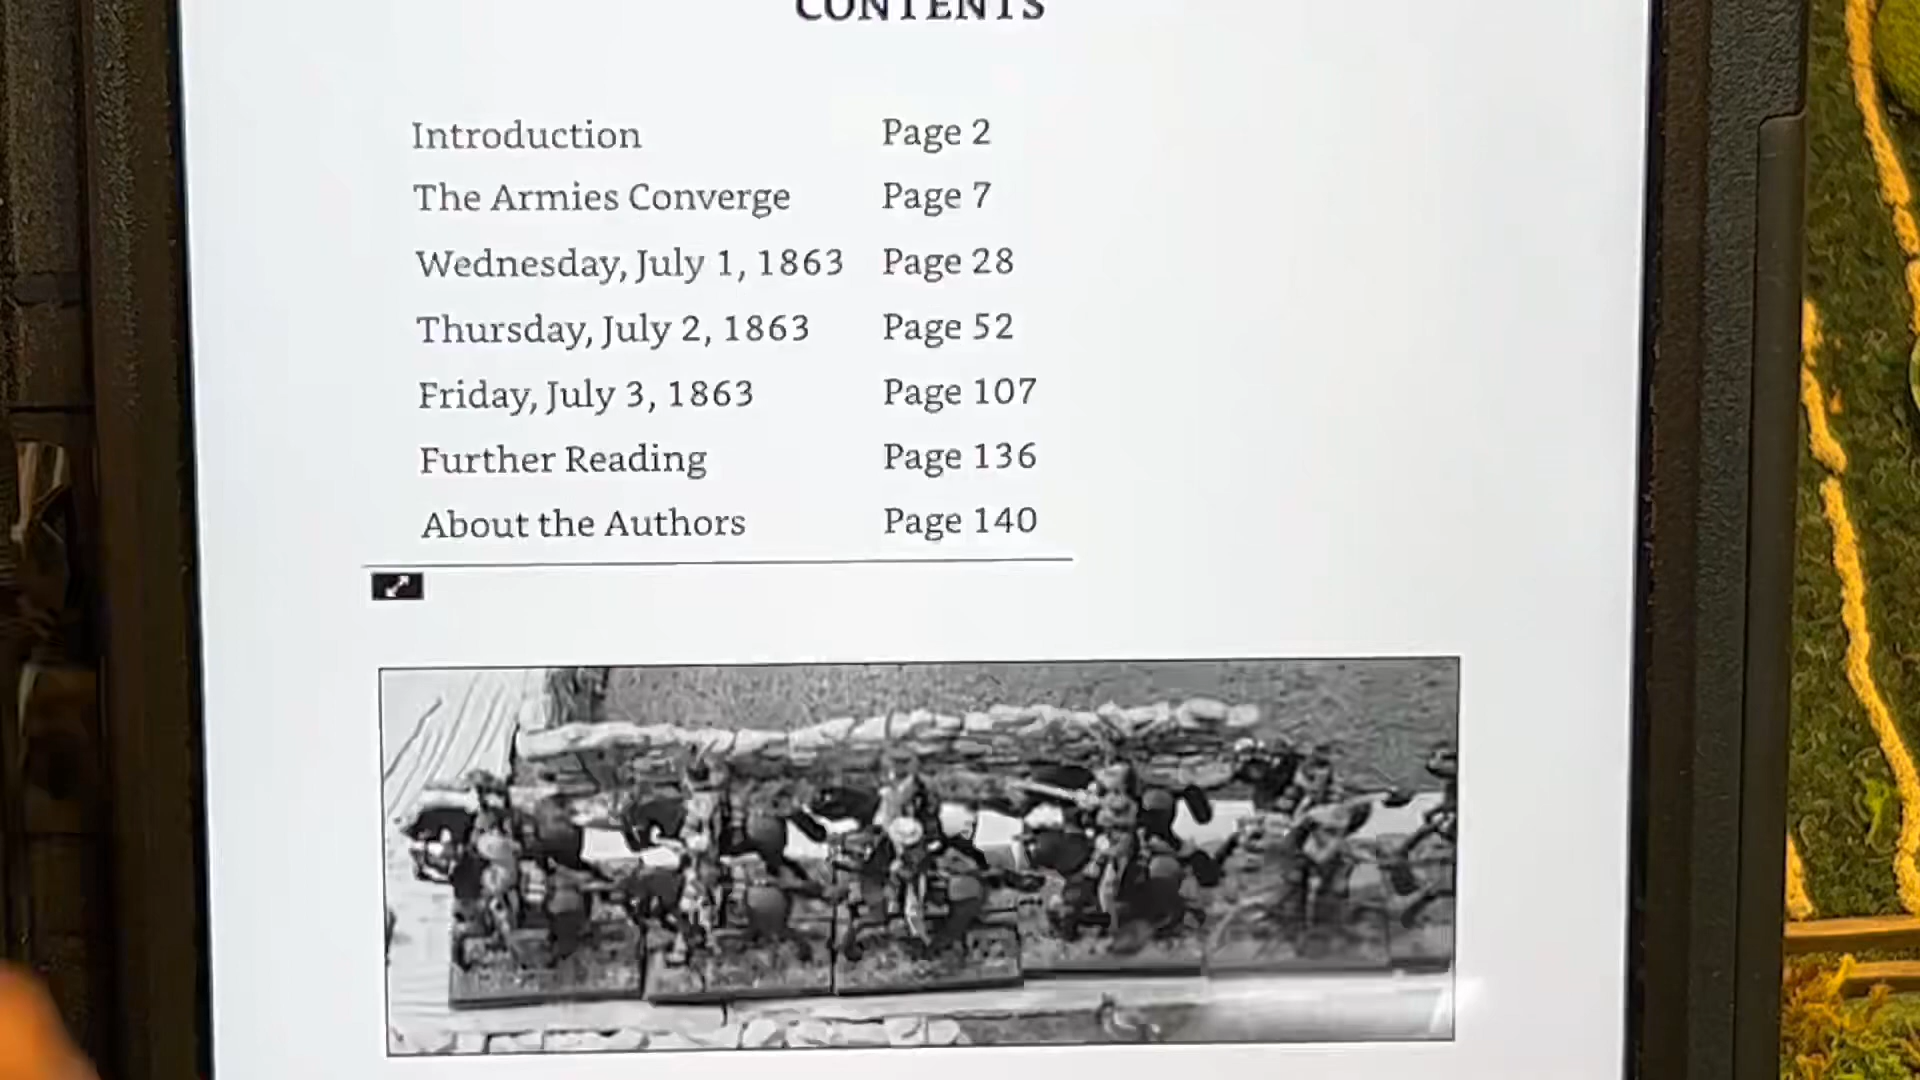 CONTENTS
Introduction Page 2
The Armies Converge Page 7
Wednesday, July 1, 1863 Page 28
Thursday, July 2, 1863 Page 52
Friday, July 3, 1863 Page 107
Further Reading Page 136
About the Authors Page 140